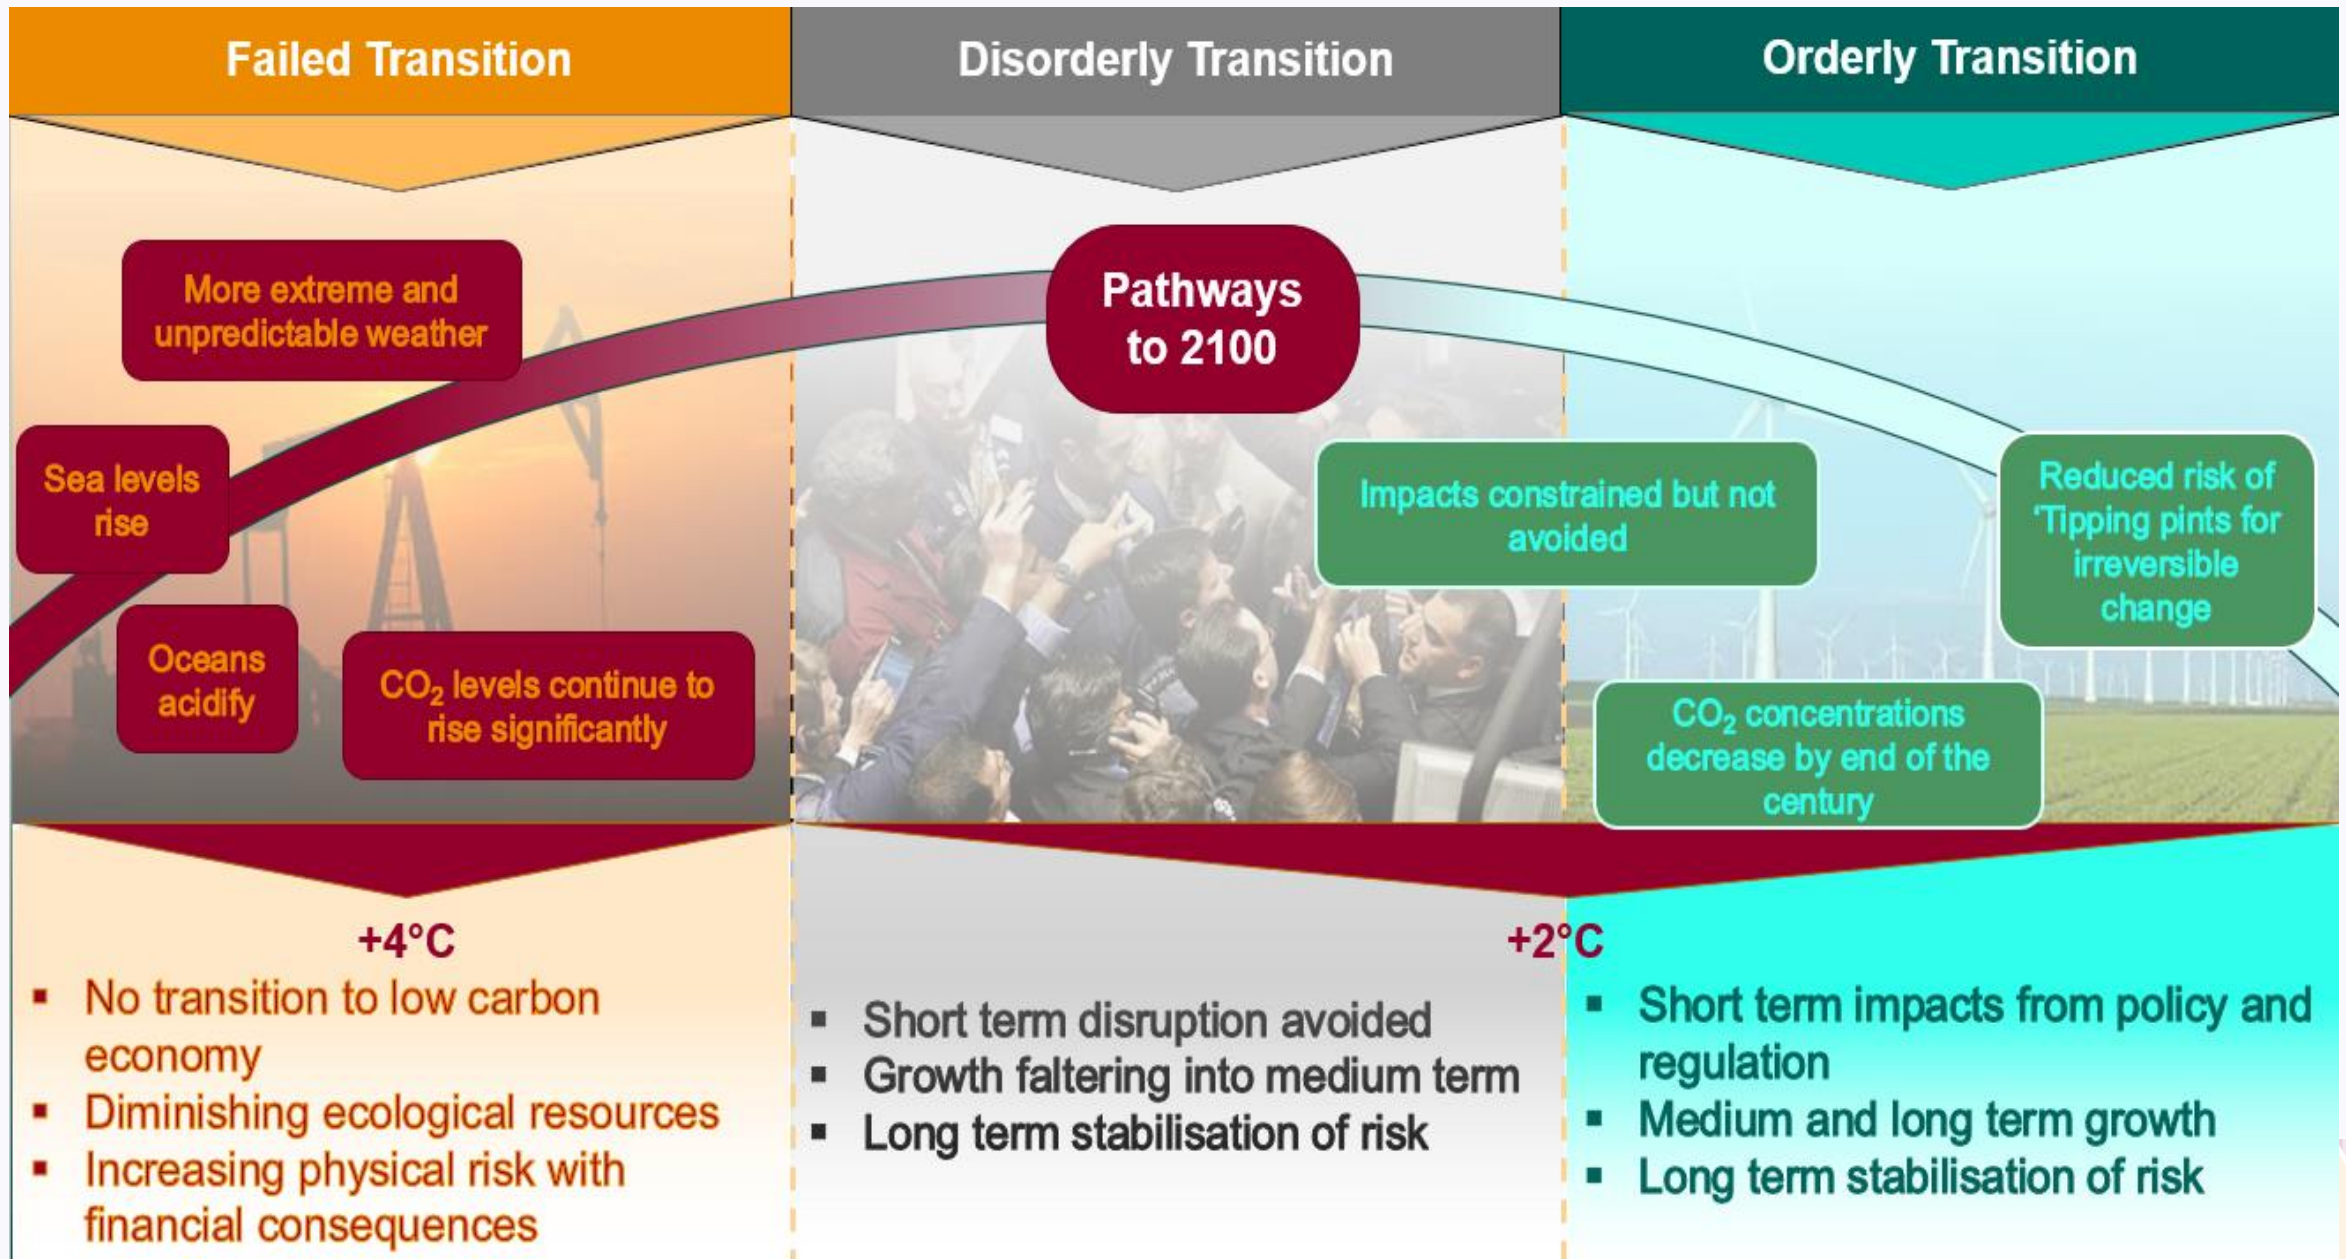 Failed Transition
Disorderly Transition
Orderly Transition
More extreme and
unpredictable weather
Pathways
to 2100
Sea levels
rise
Oceans
acidify
CO₂ levels continue to
rise significantly
Impacts constrained but not
avoided
Reduced risk of
'Tipping pints for
irreversible
change
CO₂ concentrations
decrease by end of the
century
+4°C
▪ No transition to low carbon
economy
▪ Diminishing ecological resources
▪ Increasing physical risk with
financial consequences
+2°C
▪ Short term disruption avoided
▪ Growth faltering into medium term
▪ Long term stabilisation of risk
▪ Short term impacts from policy and
regulation
▪ Medium and long term growth
▪ Long term stabilisation of risk